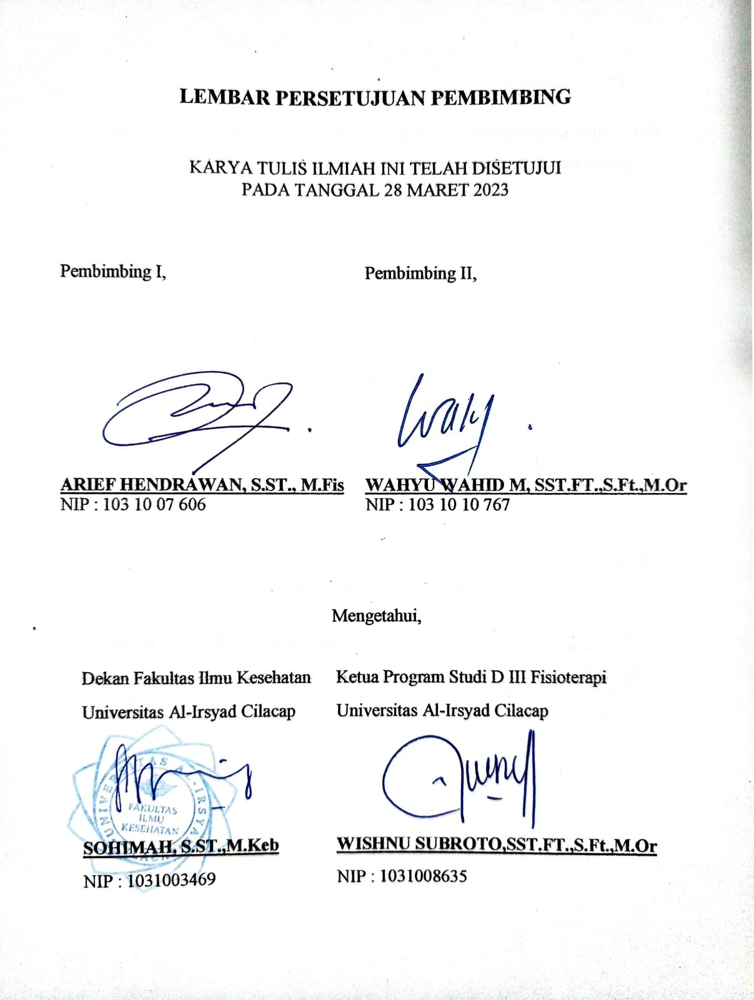 LEMBAR PERSETUJUAN PEMBIMBING
KARYA TULIS ILMIAH INI TELAH DISETUJUI
PADA TANGGAL 28 MARET 2023
Pembimbing I,
Pembimbing II,
ARIEF HENDRAWAN, S.ST., M.Fis
NIP : 103 10 07 606
WAHYU WAHID M, SST.FT.,S.Ft.,M.Or
NIP : 103 10 10 767
Mengetahui,
Dekan Fakultas Ilmu Kesehatan
Universitas Al-Irsyad Cilacap
Ketua Program Studi D III Fisioterapi
Universitas Al-Irsyad Cilacap
UNIVERSITAS AL-IRSYAD
FAKULTAS
ILMU
KESEHATAN
SOHIMAH, S.ST.,M.Keb
NIP : 1031003469
WISHNU SUBROTO,SST.FT.,S.Ft.,M.Or
NIP : 1031008635